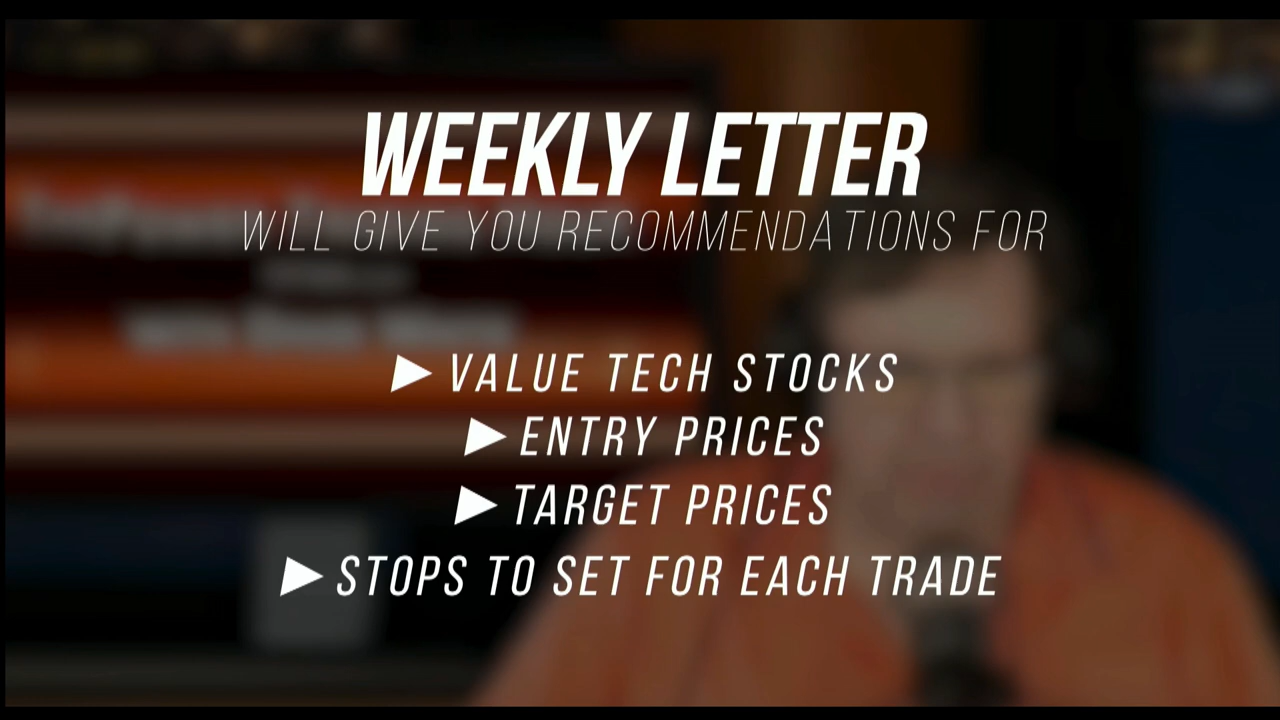 WEEKLY LETTER
WILL GIVE YOU RECOMMENDATIONS FOR
▶ VALUE TECH STOCKS
▶ ENTRY PRICES
▶ TARGET PRICES
▶ STOPS TO SET FOR EACH TRADE